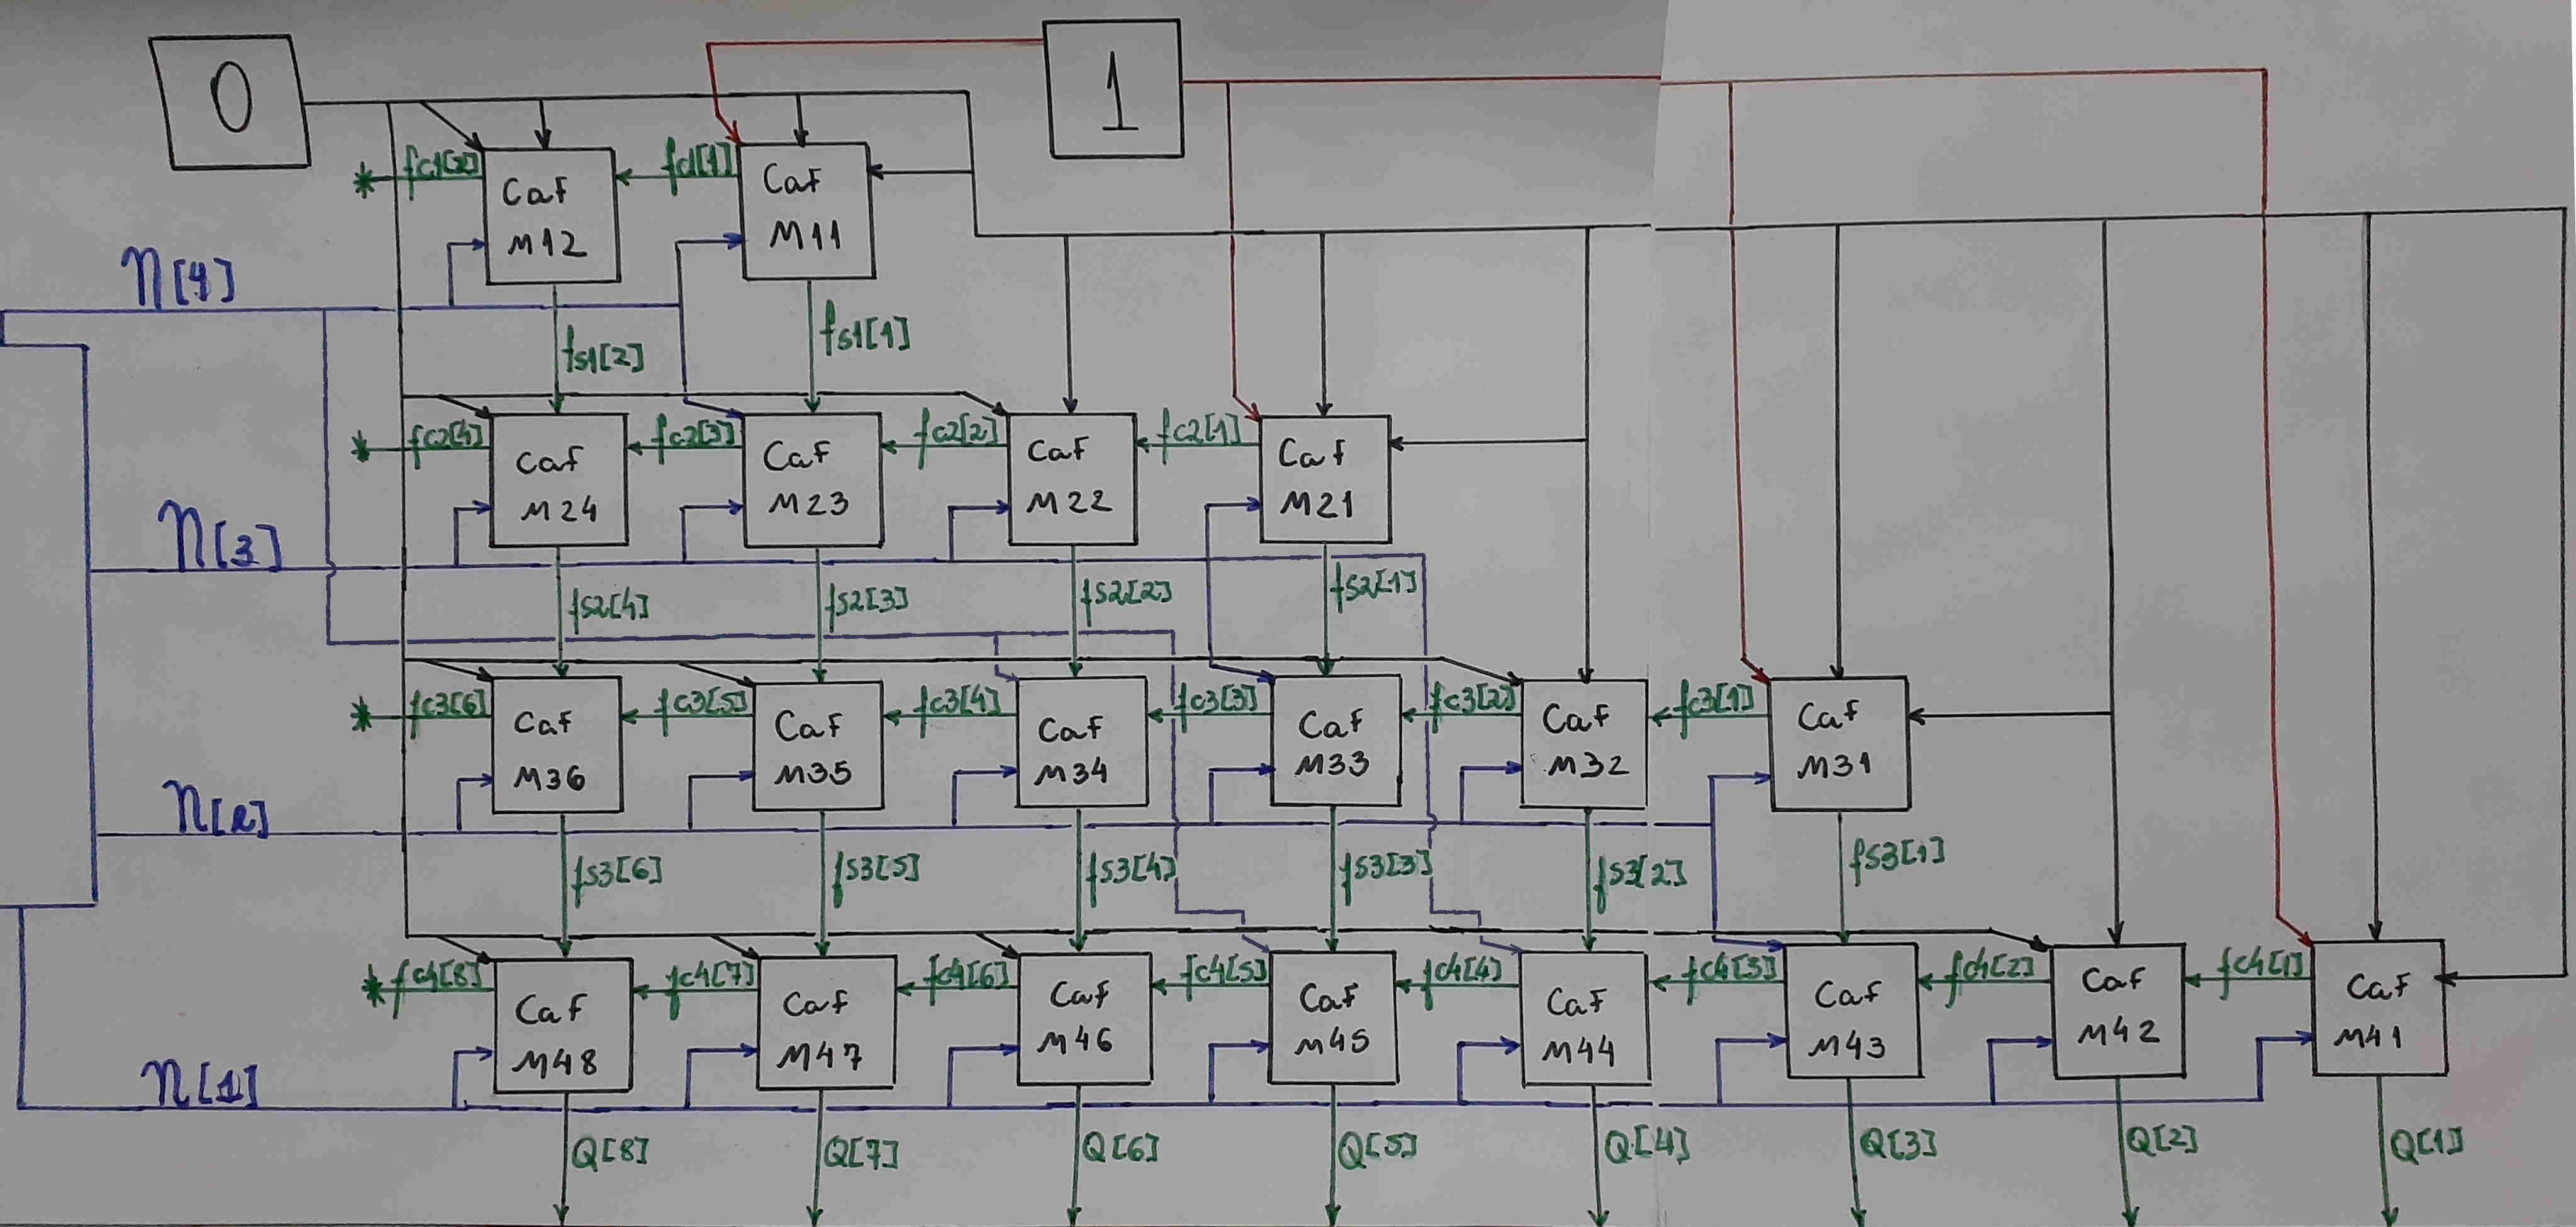 0
1
fc1[2]
Caf
M12
fc1[1]
Caf
M11
n[4]
fs1[2]
fs1[1]
fc2[4]
Caf
M24
fc2[3]
Caf
M23
fc2[2]
Caf
M22
fc2[1]
Caf
M21
n[3]
fs2[4]
fs2[3]
fs2[2]
fs2[1]
fc3[6]
Caf
M36
fc3[5]
Caf
M35
fc3[4]
Caf
M34
fc3[3]
Caf
M33
fc3[2]
Caf
M32
fc3[1]
Caf
M31
n[2]
fs3[6]
fs3[5]
fs3[4]
fs3[3]
fs3[2]
fs3[1]
fc4[8]
Caf
M48
fc4[7]
Caf
M47
fc4[6]
Caf
M46
fc4[5]
Caf
M45
fc4[4]
Caf
M44
fc4[3]
Caf
M43
fc4[2]
Caf
M42
fc4[1]
Caf
M41
n[1]
Q[8]
Q[7]
Q[6]
Q[5]
Q[4]
Q[3]
Q[2]
Q[1]